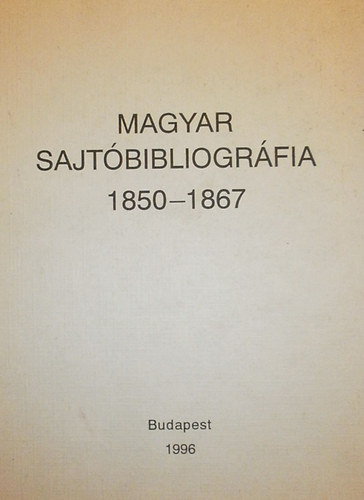 MAGYAR
SAJTÓBIBLIOGRÁFIA
1850–1867
Budapest
1996